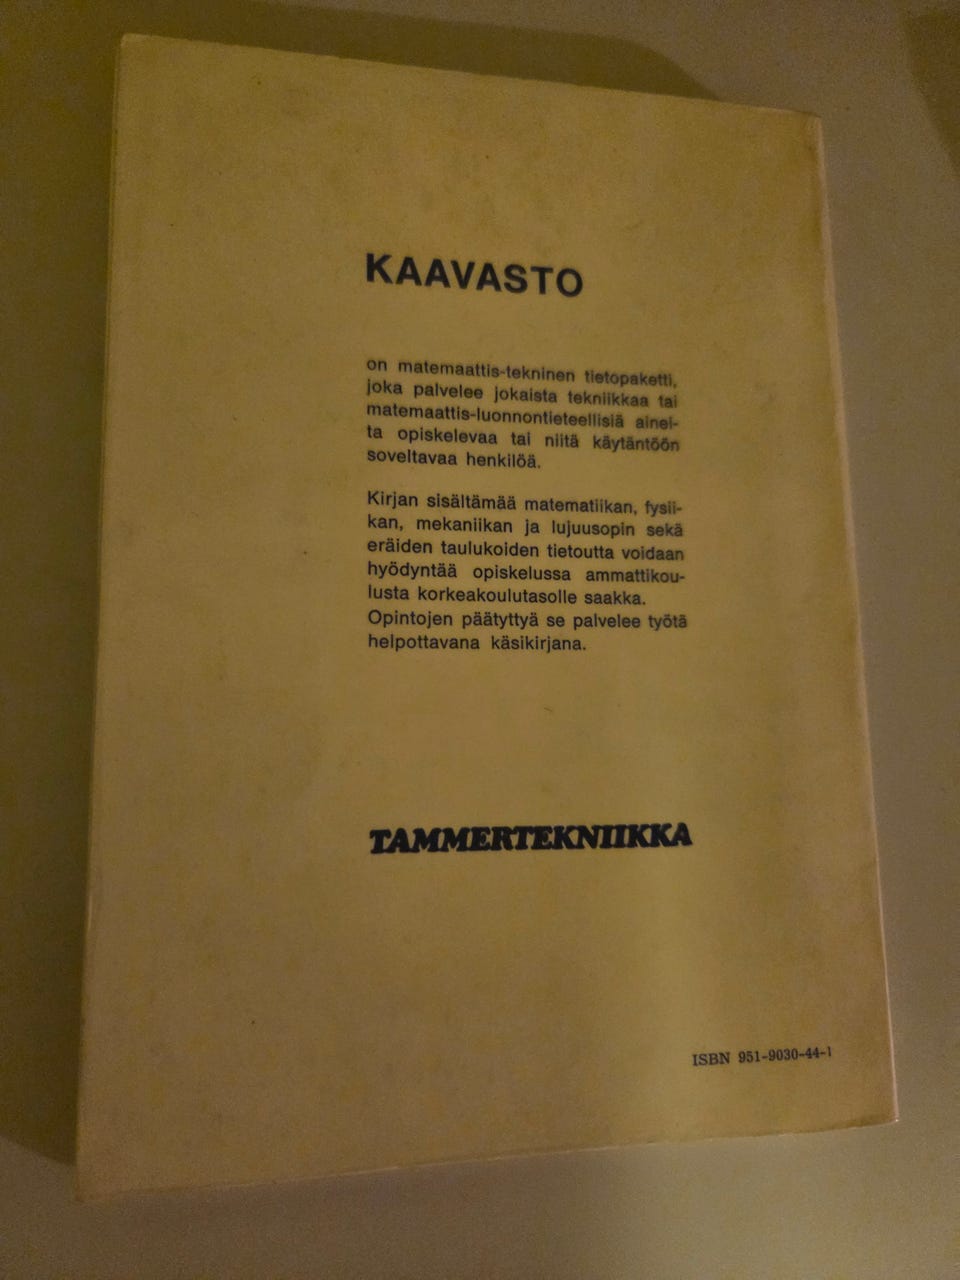 KAAVASTO
on matemaattis-tekninen tietopaketti,
joka palvelee jokaista tekniikkaa tai
matemaattis-luonnontieteellisiä ainei-
ta opiskelevaa tai niitä käytäntöön
soveltavaa henkilöä.
Kirjan sisältämää matematiikan, fysii-
kan, mekaniikan ja lujuusopin sekä
eräiden taulukoiden tietoutta voidaan
hyödyntää opiskelussa ammattikou-
lusta korkeakoulutasolle saakka.
Opintojen päätyttyä se palvelee työtä
helpottavana käsikirjana.
TAMMERTEKNIIKKA
ISBN 951-9030-44-1